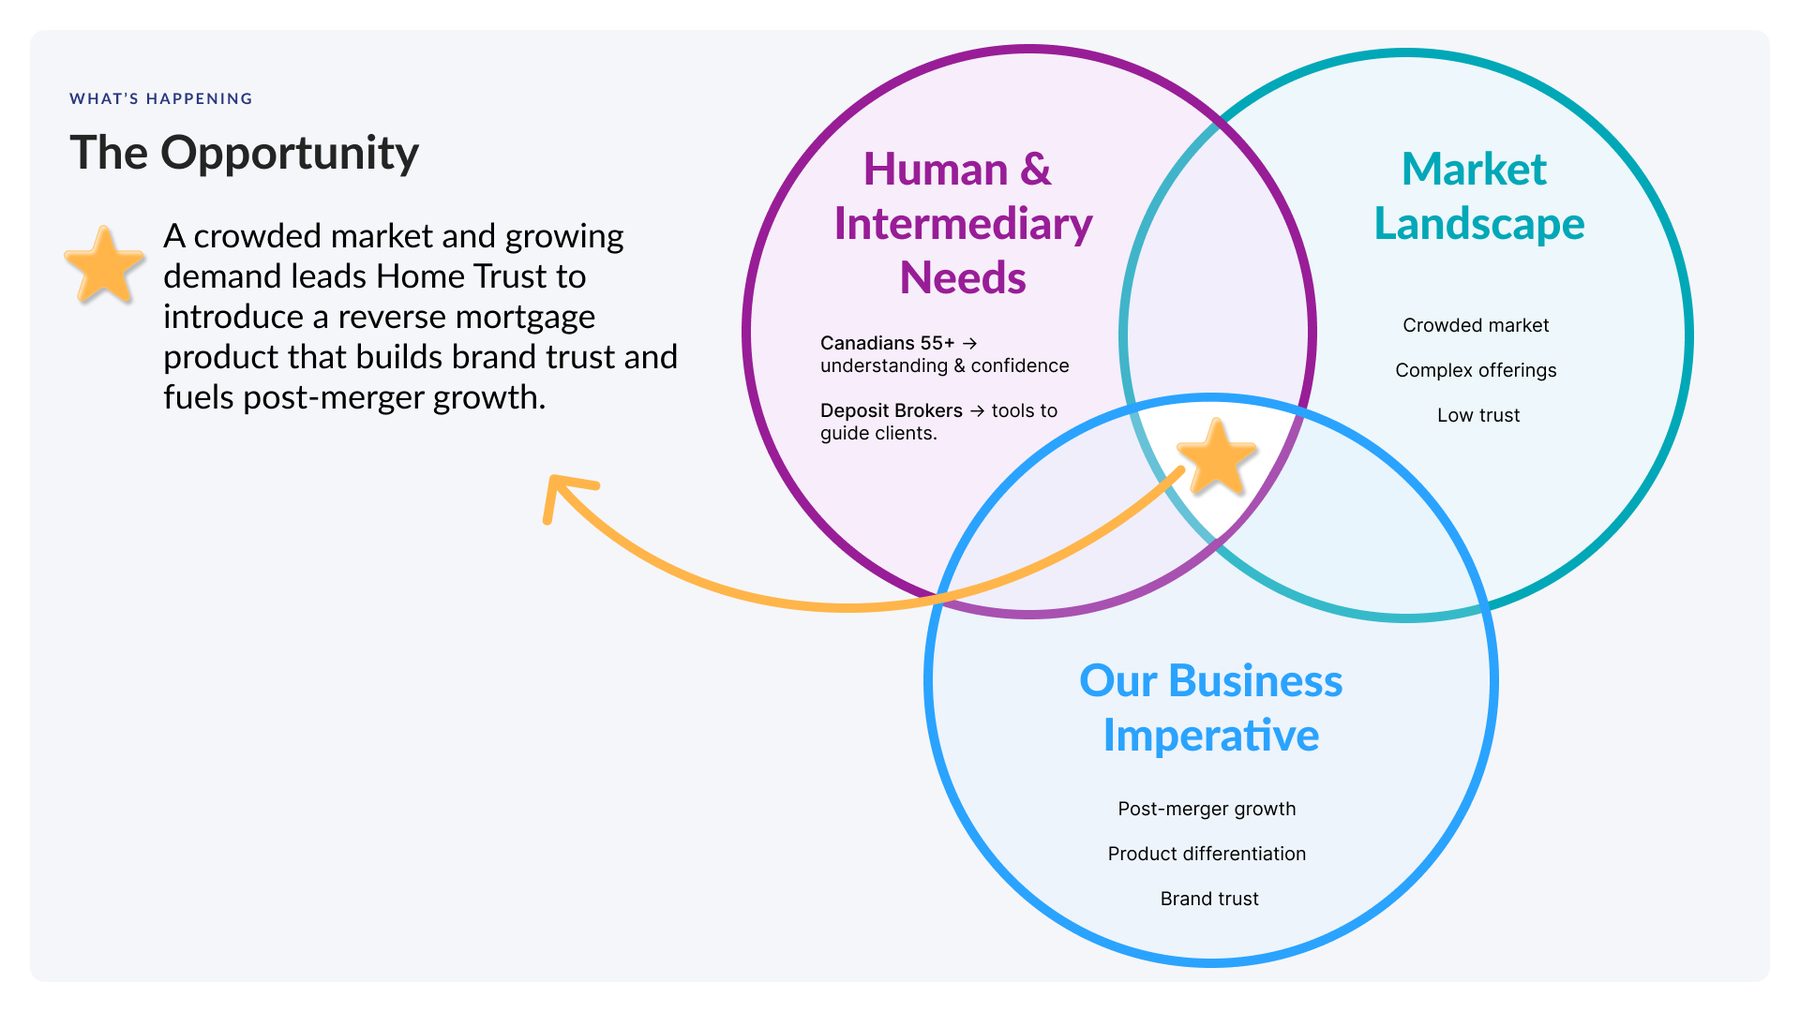 WHAT'S HAPPENING
The Opportunity
A crowded market and growing
demand leads Home Trust to
introduce a reverse mortgage
product that builds brand trust and
fuels post-merger growth.
Human &
Intermediary
Needs
Canadians 55+ →
understanding & confidence
Deposit Brokers → tools to
guide clients.
Market
Landscape
Crowded market
Complex offerings
Low trust
Our Business
Imperative
Post-merger growth
Product differentiation
Brand trust